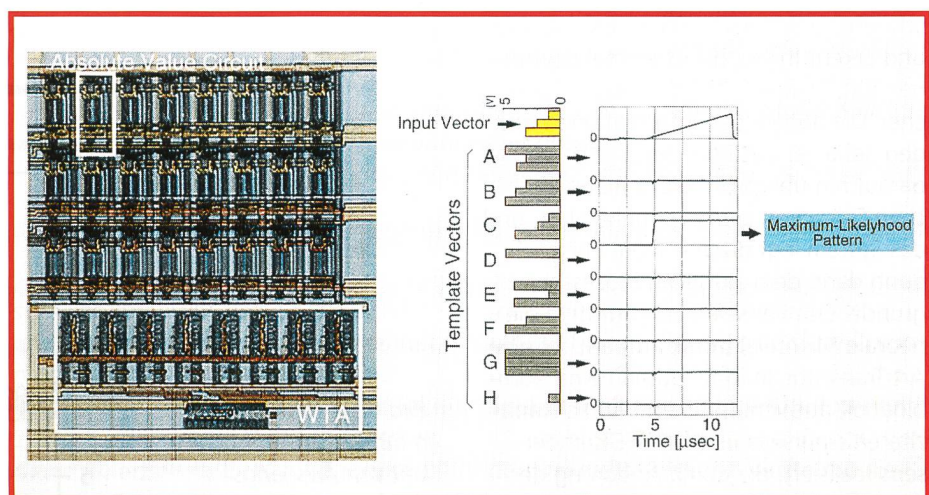 Absolute Value Circuit
WTA
[V]
5
0
Input Vector
Template Vectors
A
B
C
D
E
F
G
H
0
0
0
0
0
0
0
0
0
0
5
10
Time [μsec]
Maximum-Likelyhood
Pattern